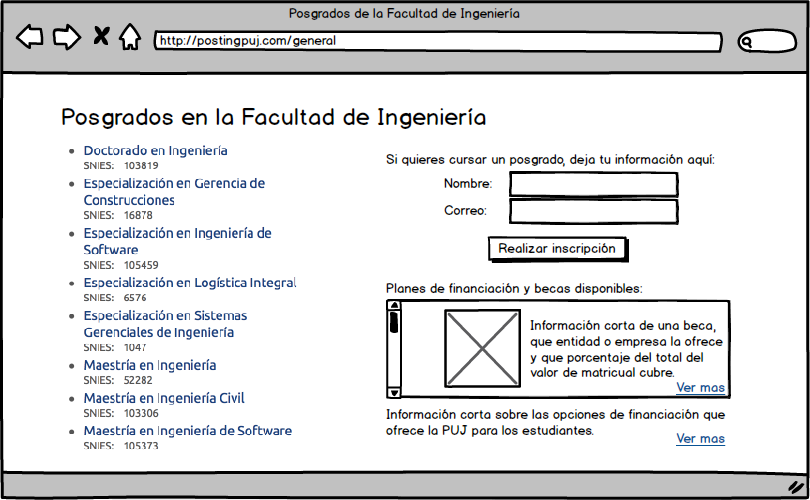 Posgrados de la Facultad de Ingeniería
http://postingpuj.com/general
Posgrados en la Facultad de Ingeniería
Doctorado en Ingeniería
SNIES: 103819
Especialización en Gerencia de
Construcciones
SNIES: 16878
Especialización en Ingeniería de
Software
SNIES: 105459
Especialización en Logística Integral
SNIES: 6576
Especialización en Sistemas
Gerenciales de Ingeniería
SNIES: 1047
Maestría en Ingeniería
SNIES: 52282
Maestría en Ingeniería Civil
SNIES: 103306
Maestría en Ingeniería de Software
SNIES: 105373
Si quieres cursar un posgrado, deja tu información aquí:
Nombre:
Correo:
Realizar inscripción
Planes de financiación y becas disponibles:
Información corta de una beca,
que entidad o empresa la ofrece
y que porcentaje del total del
valor de matricual cubre.
Ver mas
Información corta sobre las opciones de financiación que
ofrece la PUJ para los estudiantes.
Ver mas